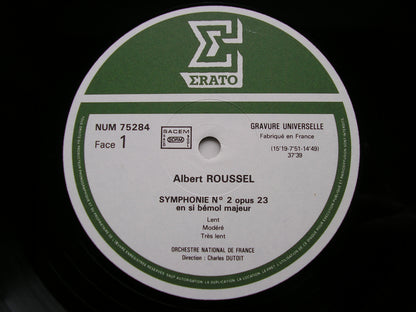 ERATO
NUM 75284
Face 1
SACEM
SDRM
GRAVURE UNIVERSELLE
Fabriqué en France
(15'19-7'51-14'49)
37'39
Albert ROUSSEL
SYMPHONIE N° 2 opus 23
en si bémol majeur
Lent
Modéré
Très lent
ORCHESTRE NATIONAL DE FRANCE
Direction : Charles DUTOIT